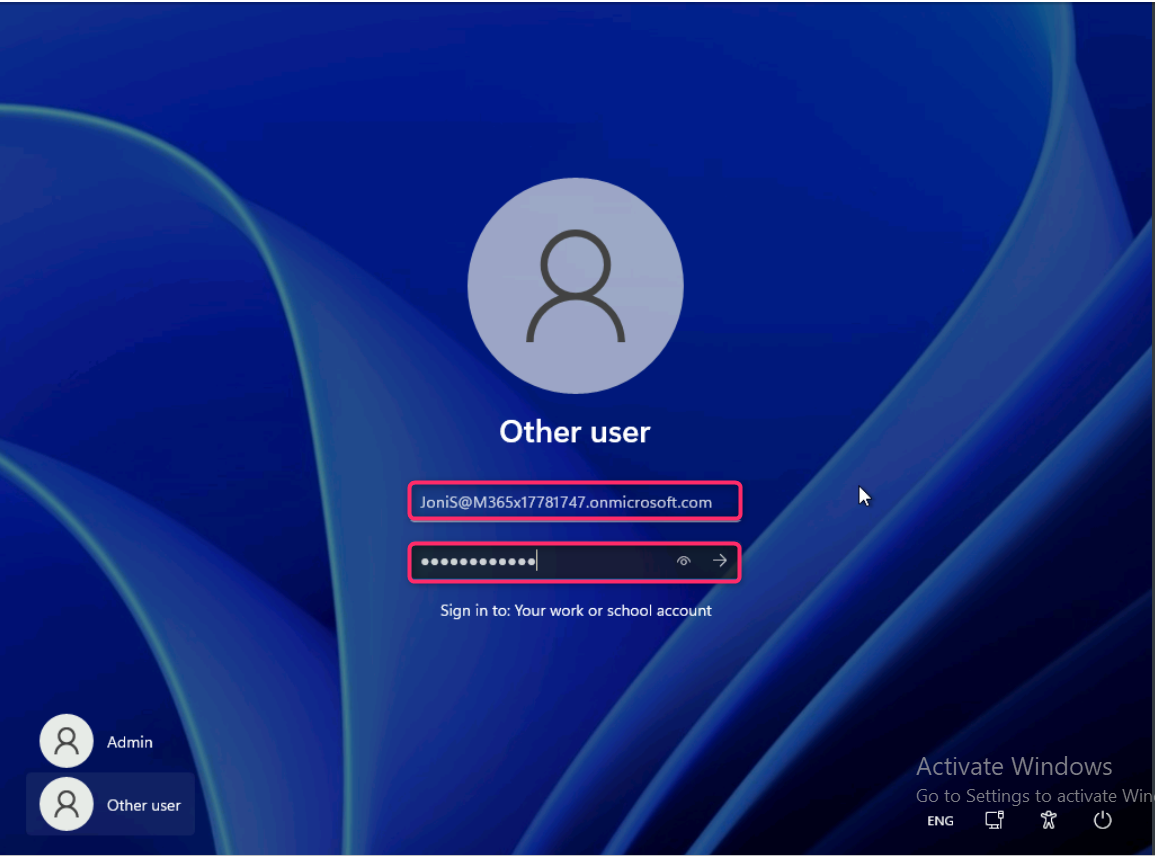 Other user
JoniS@M365x17781747.onmicrosoft.com
Sign in to: Your work or school account
Admin
Other user
Activate Windows
Go to Settings to activate Win
ENG